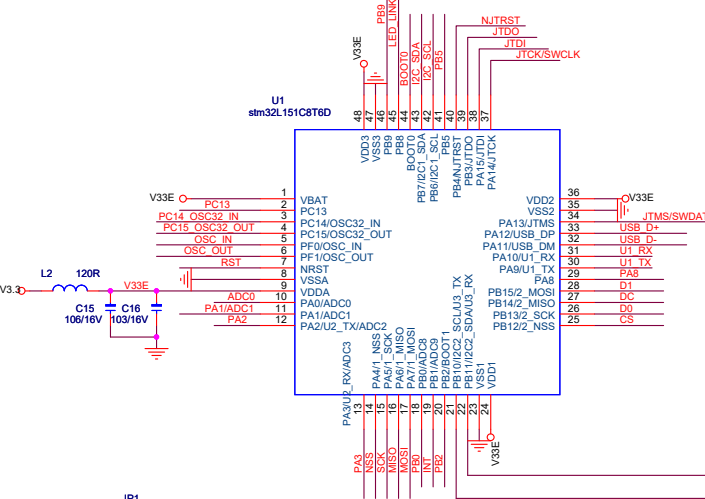 PB9
LED_LINK
BOOT0
I2C_SDA
I2C_SCL
PB5
NJTRST
JTDO
JTDI
JTCK/SWCLK
V33E
U1
stm32L151C8T6D
48
47
46
45
44
43
42
41
40
39
38
37
VDD3
VSS3
PB9
PB8
BOOT0
PB7/I2C1_SDA
PB6/I2C1_SCL
PB5
PB4/NJTRST
PB3/JTDO
PA15/JTDI
PA14/JTCK
V33E 1 VBAT
PC13 2 PC13
PC14_OSC32_IN 3 PC14/OSC32_IN
PC15_OSC32_OUT 4 PC15/OSC32_OUT
OSC_IN 5 PF0/OSC_IN
OSC_OUT 6 PF1/OSC_OUT
RST 7 NRST
8 VSSA
9 VDDA
ADC0 10 PA0/ADC0
PA1/ADC1 11 PA1/ADC1
PA2 12 PA2/U2_TX/ADC2
VDD2 36 V33E
VSS2 35
PA13/JTMS 34 JTMS/SWDAT
PA12/USB_DP 33 USB_D+
PA11/USB_DM 32 USB_D-
PA10/U1_RX 31 U1_RX
PA9/U1_TX 30 U1_TX
PA8 29 PA8
PB15/2_MOSI 28 D1
PB14/2_MISO 27 DC
PB13/2_SCK 26 D0
PB12/2_NSS 25 CS
L2 120R
V3.3
V33E
C15
106/16V
C16
103/16V
PA3/U2_RX/ADC3
PA4/1_NSS
PA5/1_SCK
PA6/1_MISO
PA7/1_MOSI
PB0/ADC8
PB1/ADC9
PB2/BOOT1
PB10/I2C2_SCL/U3_TX
PB11/I2C2_SDA/U3_RX
VSS1
VDD1
13
14
15
16
17
18
19
20
21
22
23
24
PA3
NSS
SCK
MISO
MOSI
PB0
INT
PB2
V33E
JP1